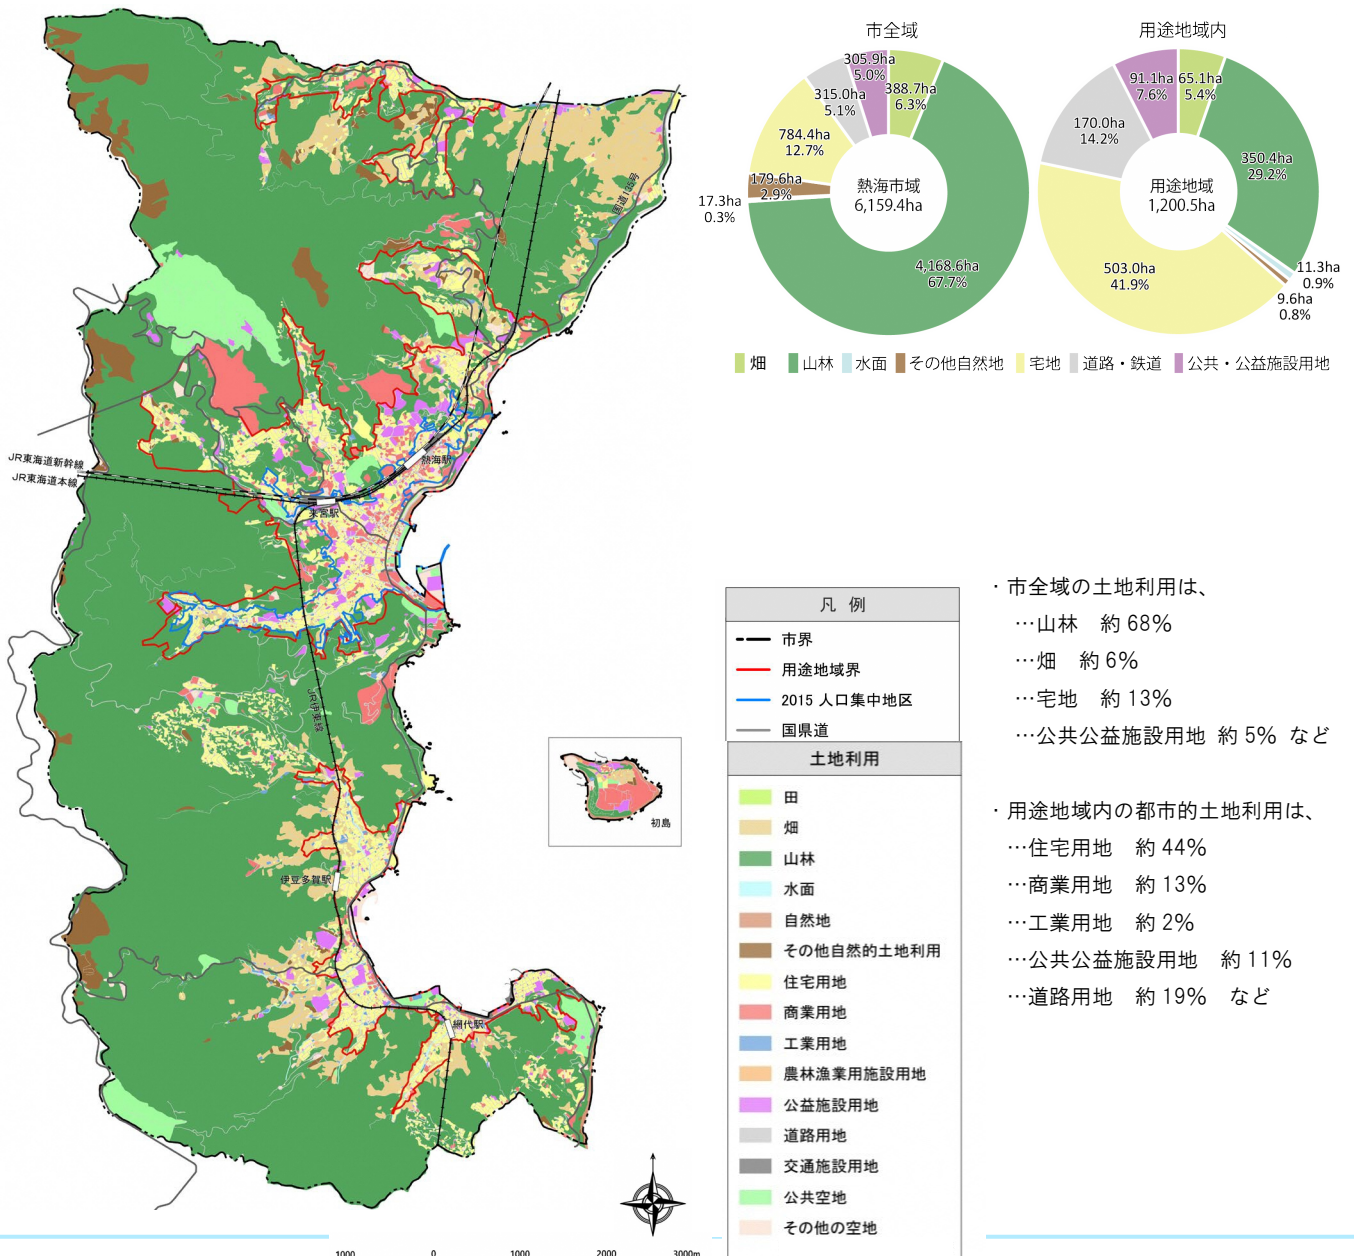 市全域
305.9ha
5.0%
388.7ha
6.3%
315.0ha
5.1%
784.4ha
12.7%
179.6ha
2.9%
17.3ha
0.3%
熱海市域
6,159.4ha
4,168.6ha
67.7%
用途地域内
91.1ha
7.6%
65.1ha
5.4%
170.0ha
14.2%
350.4ha
29.2%
用途地域
1,200.5ha
503.0ha
41.9%
11.3ha
0.9%
9.6ha
0.8%
畑 山林 水面 その他自然地 宅地 道路・鉄道 公共・公益施設用地
国道135号
JR東海道新幹線
JR東海道本線
熱海駅
来宮駅
JR伊東線
伊豆多賀駅
網代駅
初島
凡 例
市界
用途地域界
2015 人口集中地区
国県道
土地利用
田
畑
山林
水面
自然地
その他自然的土地利用
住宅用地
商業用地
工業用地
農林漁業用施設用地
公益施設用地
道路用地
交通施設用地
公共空地
その他の空地
・市全域の土地利用は、
…山林 約 68%
…畑 約 6%
…宅地 約 13%
…公共公益施設用地 約 5% など
・用途地域内の都市的土地利用は、
…住宅用地 約 44%
…商業用地 約 13%
…工業用地 約 2%
…公共公益施設用地 約 11%
…道路用地 約 19% など
1000 0 1000 2000 3000m